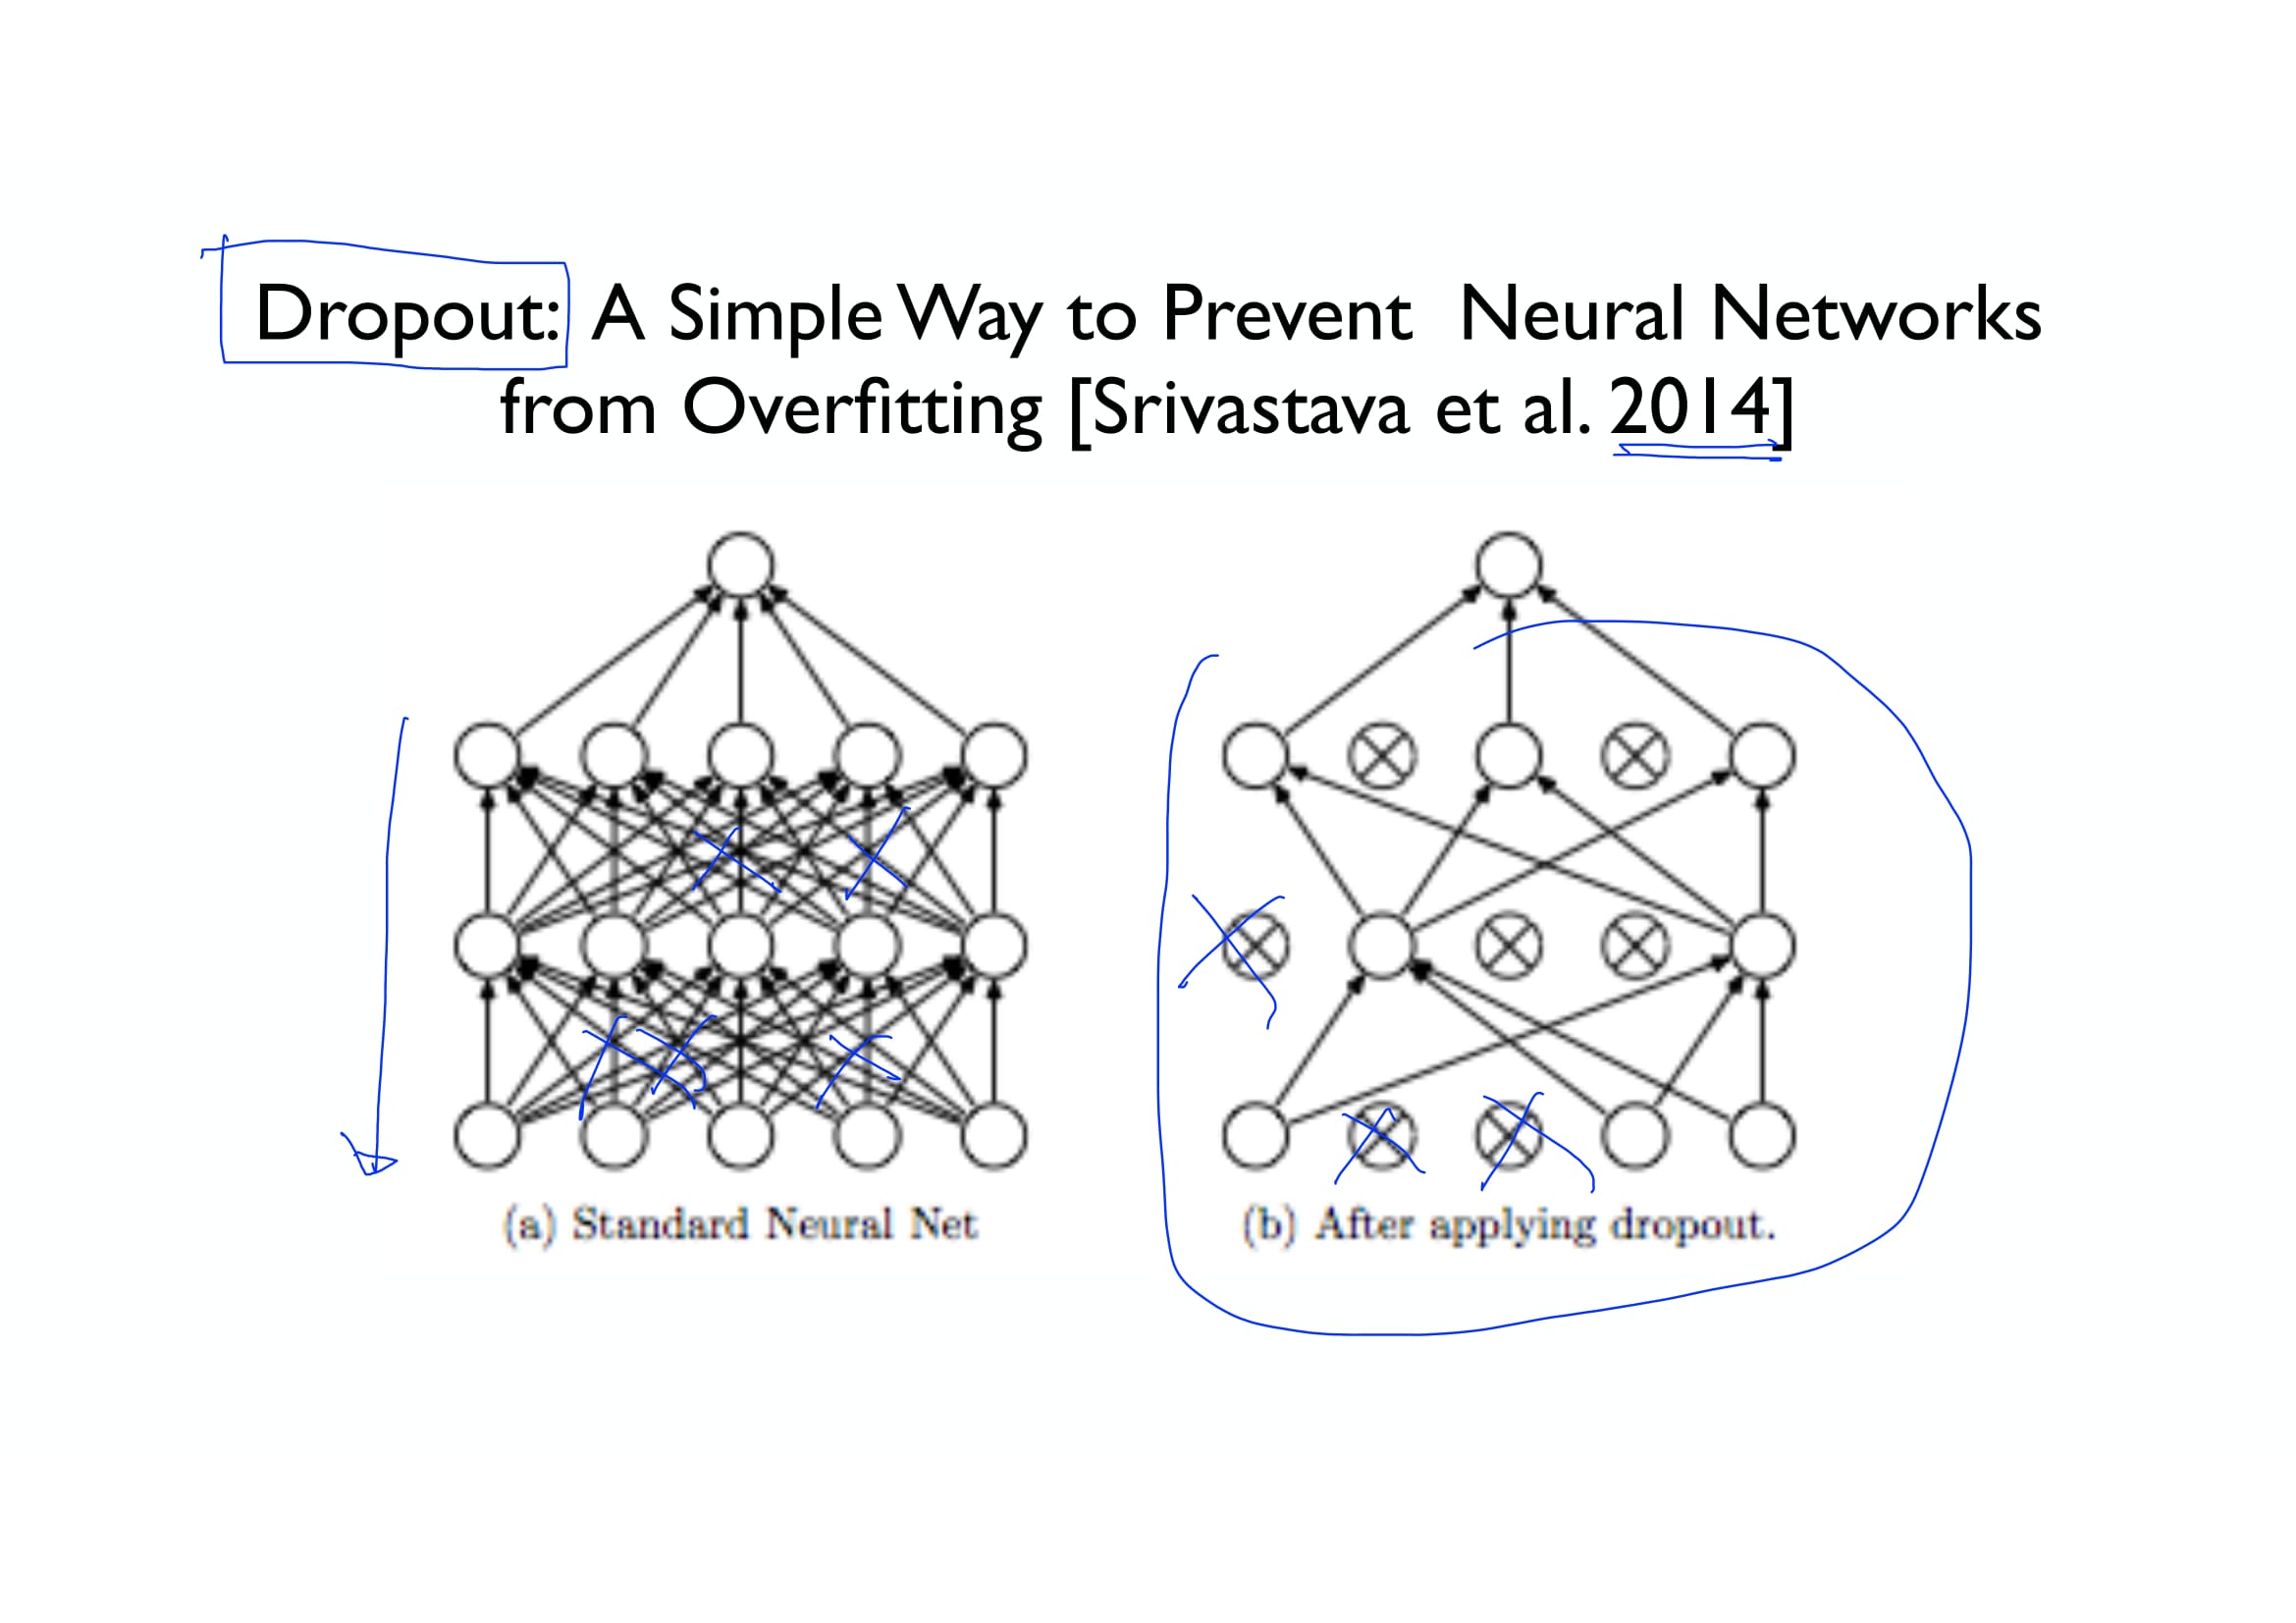 Dropout: A Simple Way to Prevent Neural Networks
from Overfitting [Srivastava et al. 2014]
(a) Standard Neural Net
(b) After applying dropout.